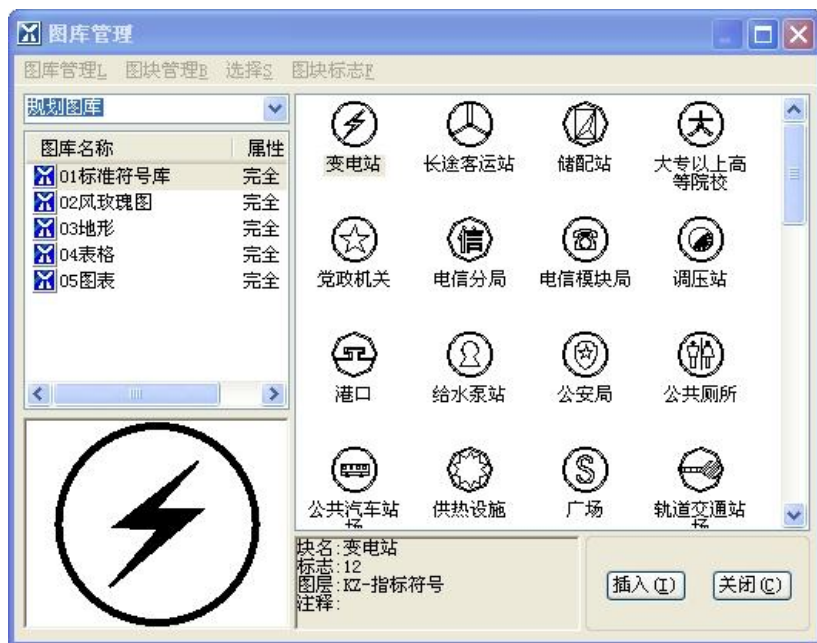 图库管理
图库管理L 图块管理B 选择S 图块标志F
规划图库
图库名称 属性
01标准符号库 完全
02风玫瑰图 完全
03地形 完全
04表格 完全
05图表 完全
变电站 长途客运站 储配站 大专以上高
等院校
信
党政机关 电信分局 电信模块局 调压站
港口 给水泵站 公安局 公共厕所
S
公共汽车站 供热设施 广场 轨道交通站
场 场
块名:变电站
标志:12
图层:KZ-指标符号
注释:
插入(I) 关闭(C)